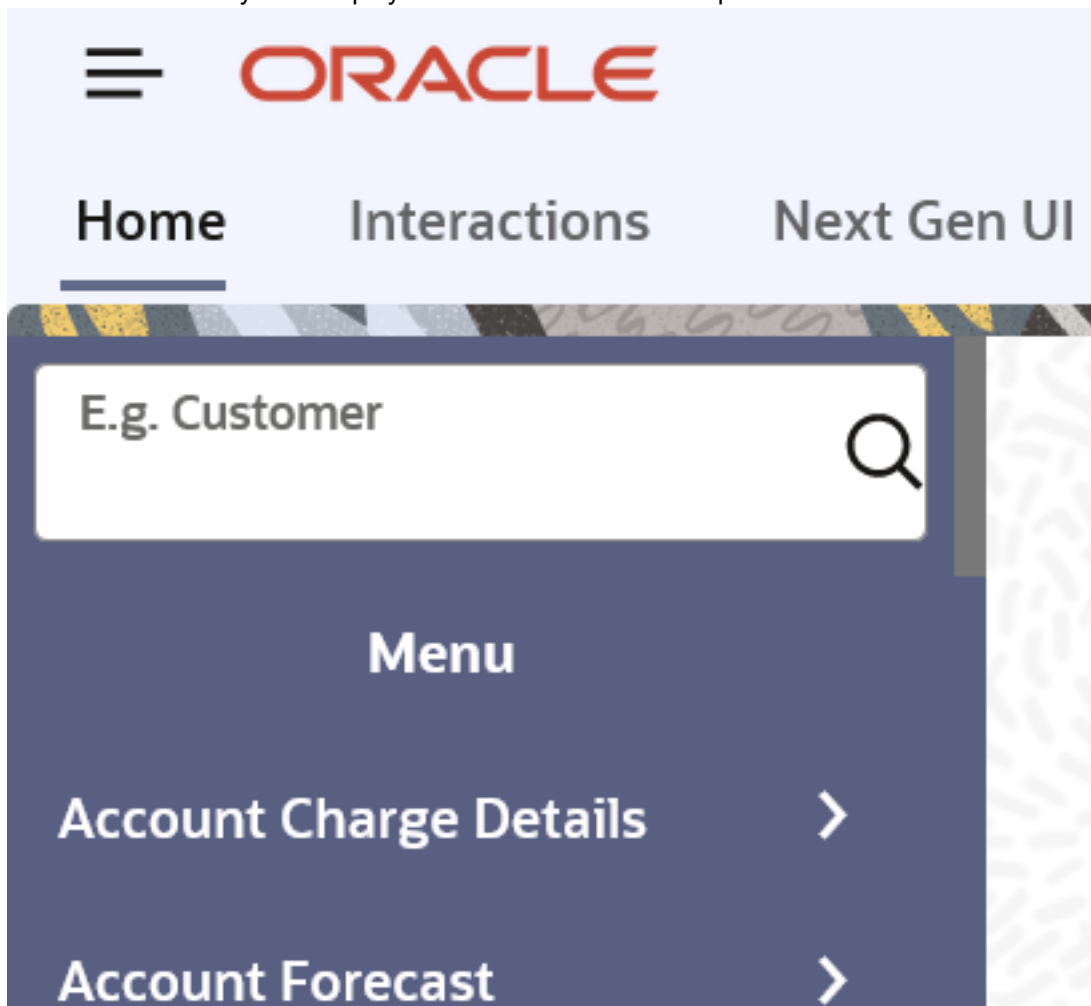 ORACLE
Home Interactions Next Gen UI
E.g. Customer
Menu
Account Charge Details
Account Forecast